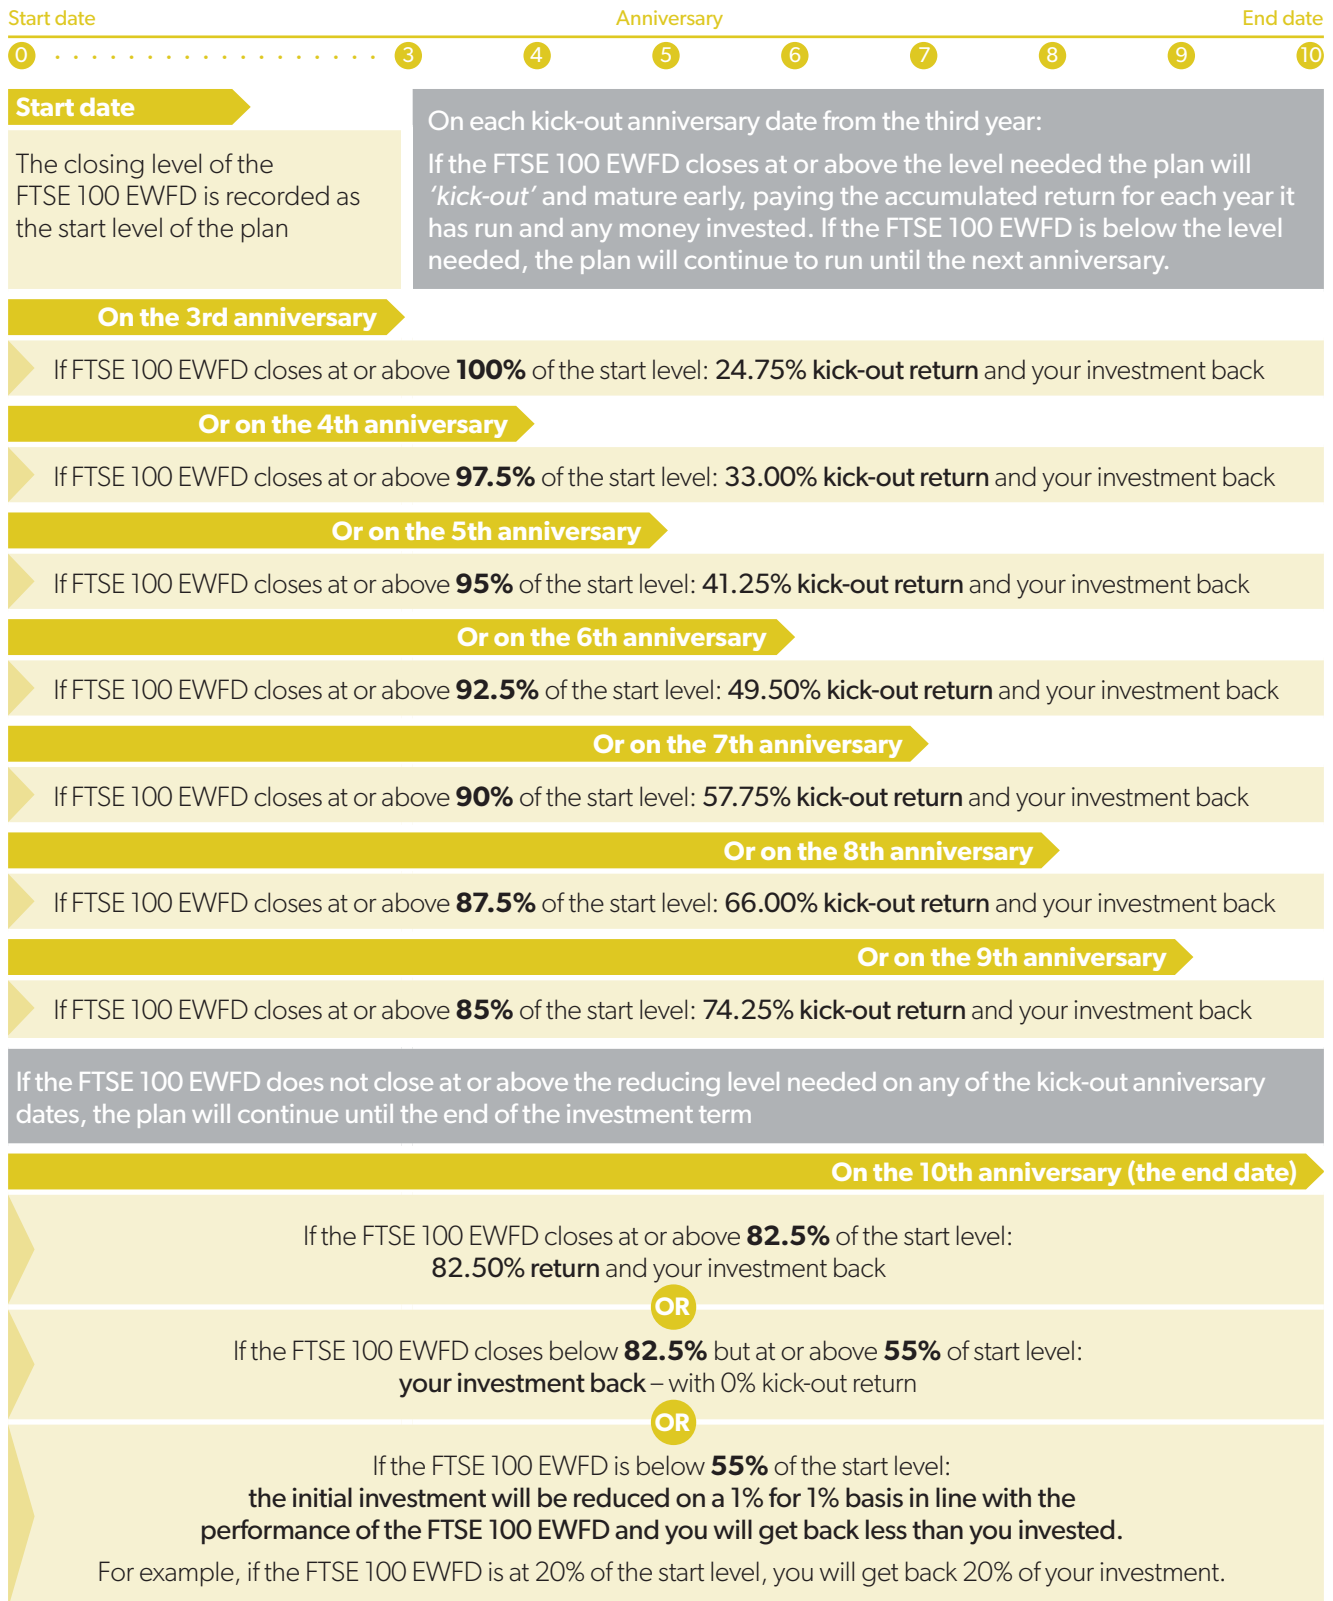 Start date
Anniversary
End date
0 3 4 5 6 7 8 9 10
Start date
The closing level of the
FTSE 100 EWFD is recorded as
the start level of the plan
On each kick-out anniversary date from the third year:
If the FTSE 100 EWFD closes at or above the level needed the plan will
‘kick-out’ and mature early, paying the accumulated return for each year it
has run and any money invested. If the FTSE 100 EWFD is below the level
needed, the plan will continue to run until the next anniversary.
On the 3rd anniversary
If FTSE 100 EWFD closes at or above 100% of the start level: 24.75% kick-out return and your investment back
Or on the 4th anniversary
If FTSE 100 EWFD closes at or above 97.5% of the start level: 33.00% kick-out return and your investment back
Or on the 5th anniversary
If FTSE 100 EWFD closes at or above 95% of the start level: 41.25% kick-out return and your investment back
Or on the 6th anniversary
If FTSE 100 EWFD closes at or above 92.5% of the start level: 49.50% kick-out return and your investment back
Or on the 7th anniversary
If FTSE 100 EWFD closes at or above 90% of the start level: 57.75% kick-out return and your investment back
Or on the 8th anniversary
If FTSE 100 EWFD closes at or above 87.5% of the start level: 66.00% kick-out return and your investment back
Or on the 9th anniversary
If FTSE 100 EWFD closes at or above 85% of the start level: 74.25% kick-out return and your investment back
If the FTSE 100 EWFD does not close at or above the reducing level needed on any of the kick-out anniversary
dates, the plan will continue until the end of the investment term
On the 10th anniversary (the end date)
If the FTSE 100 EWFD closes at or above 82.5% of the start level:
82.50% return and your investment back
OR
If the FTSE 100 EWFD closes below 82.5% but at or above 55% of start level:
your investment back – with 0% kick-out return
OR
If the FTSE 100 EWFD is below 55% of the start level:
the initial investment will be reduced on a 1% for 1% basis in line with the
performance of the FTSE 100 EWFD and you will get back less than you invested.
For example, if the FTSE 100 EWFD is at 20% of the start level, you will get back 20% of your investment.